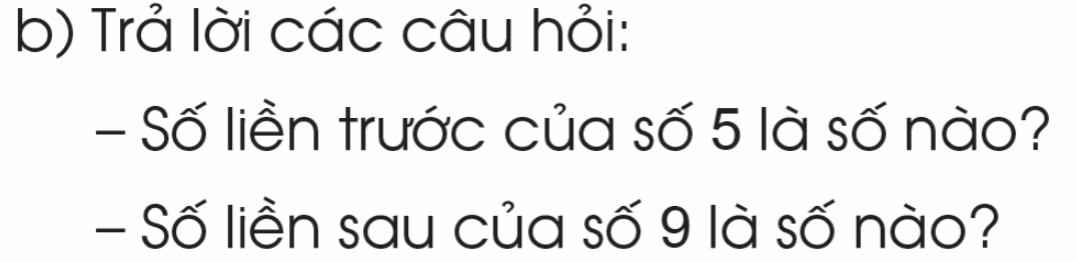 b) Trả lời các câu hỏi:
– Số liền trước của số 5 là số nào?
– Số liền sau của số 9 là số nào?